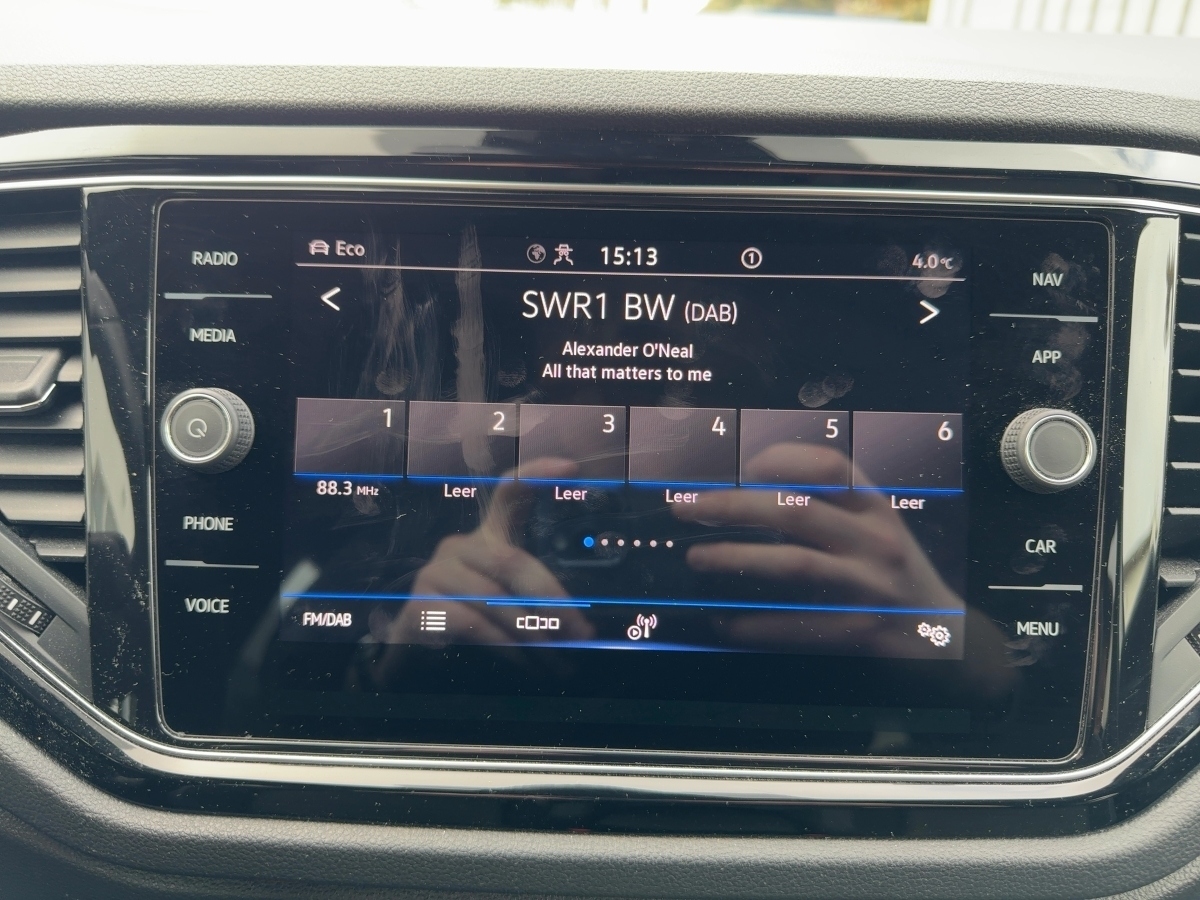 RADIO
MEDIA
PHONE
VOICE
Eco
15:13
1
4.0°C
< SWR1 BW (DAB) >
Alexander O'Neal
All that matters to me
1 2 3 4 5 6
88.3 MHz Leer Leer Leer Leer Leer
FM/DAB
NAV
APP
CAR
MENU